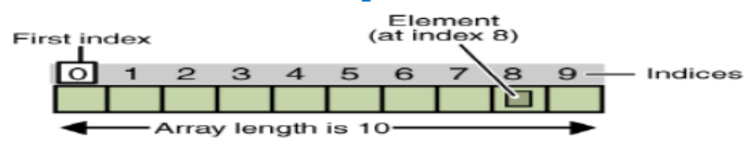 Element
(at index 8)
First index
0 1 2 3 4 5 6 7 8 9
Indices
Array length is 10